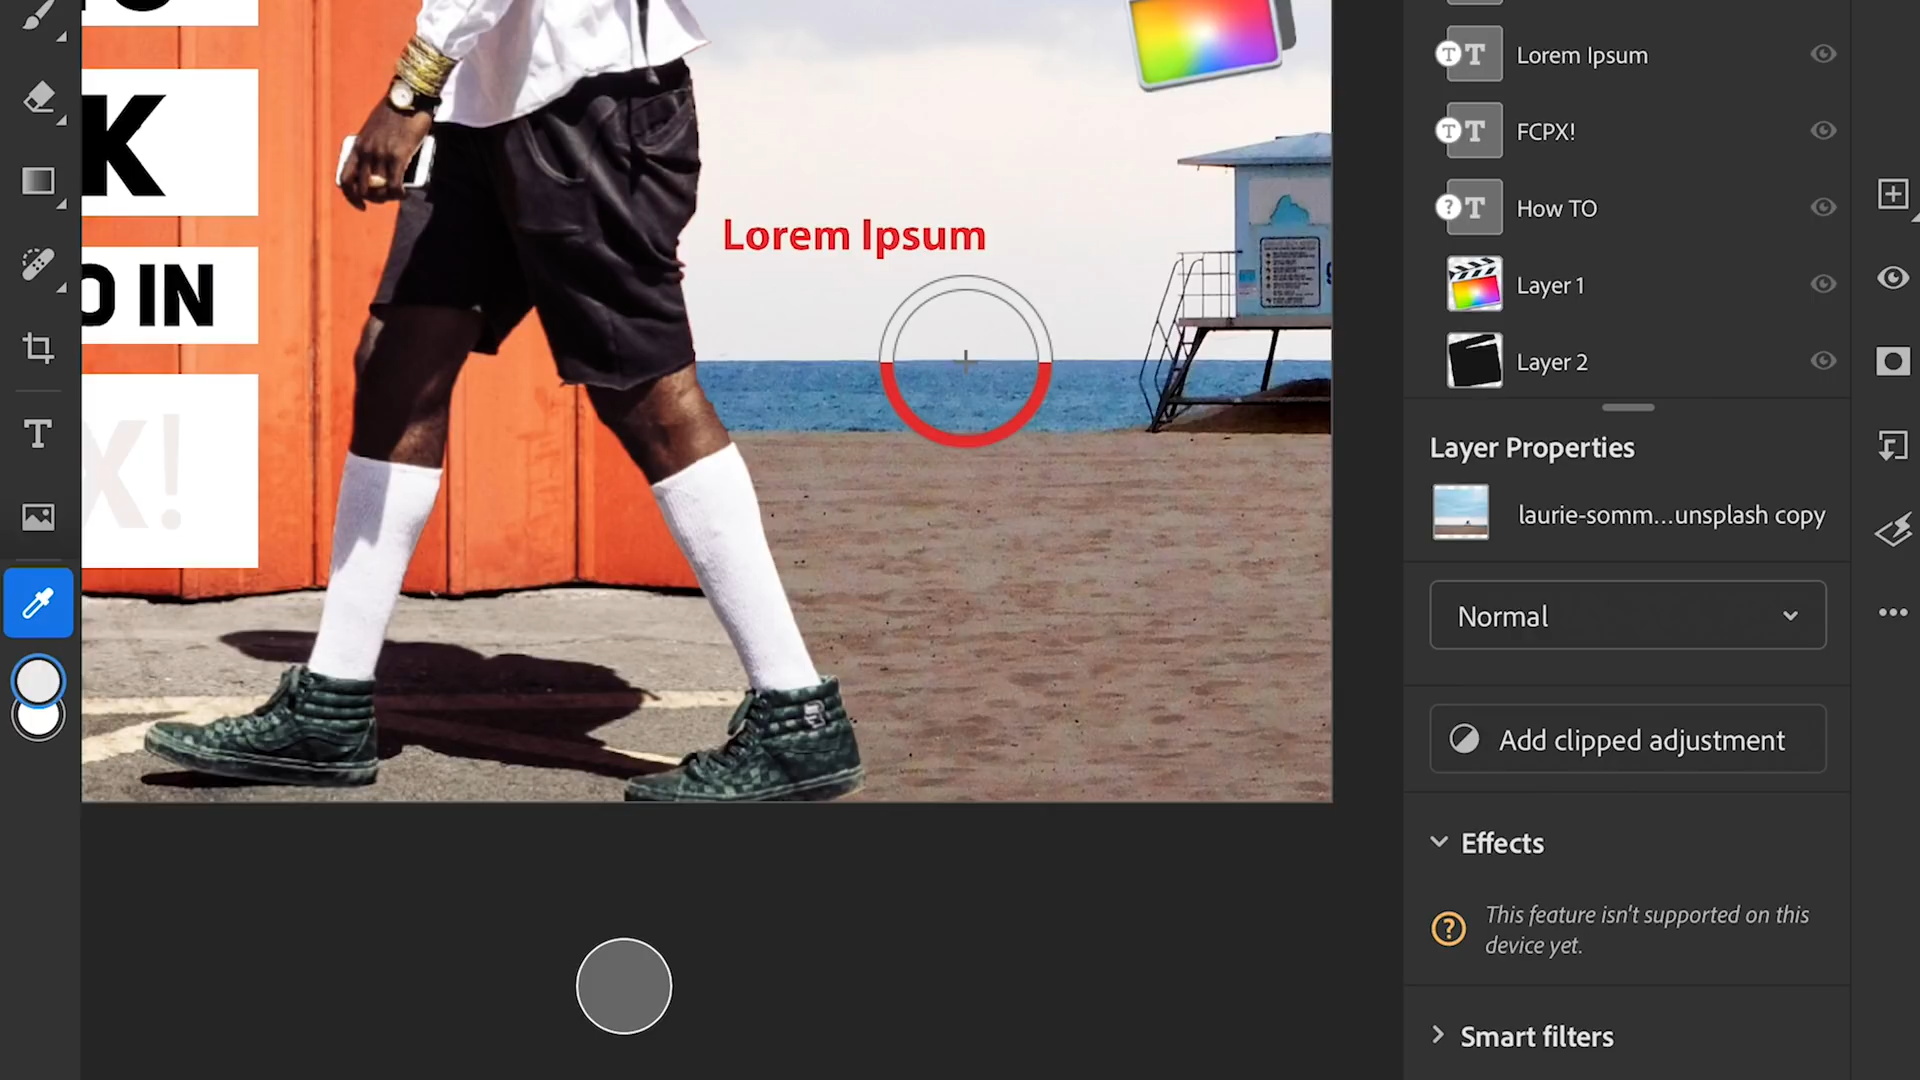 K
O IN
X!
Lorem Ipsum
Lorem Ipsum
FCPX!
How TO
Layer 1
Layer 2
Layer Properties
laurie-somm...unsplash copy
Normal
Add clipped adjustment
Effects
This feature isn't supported on this
device yet.
Smart filters